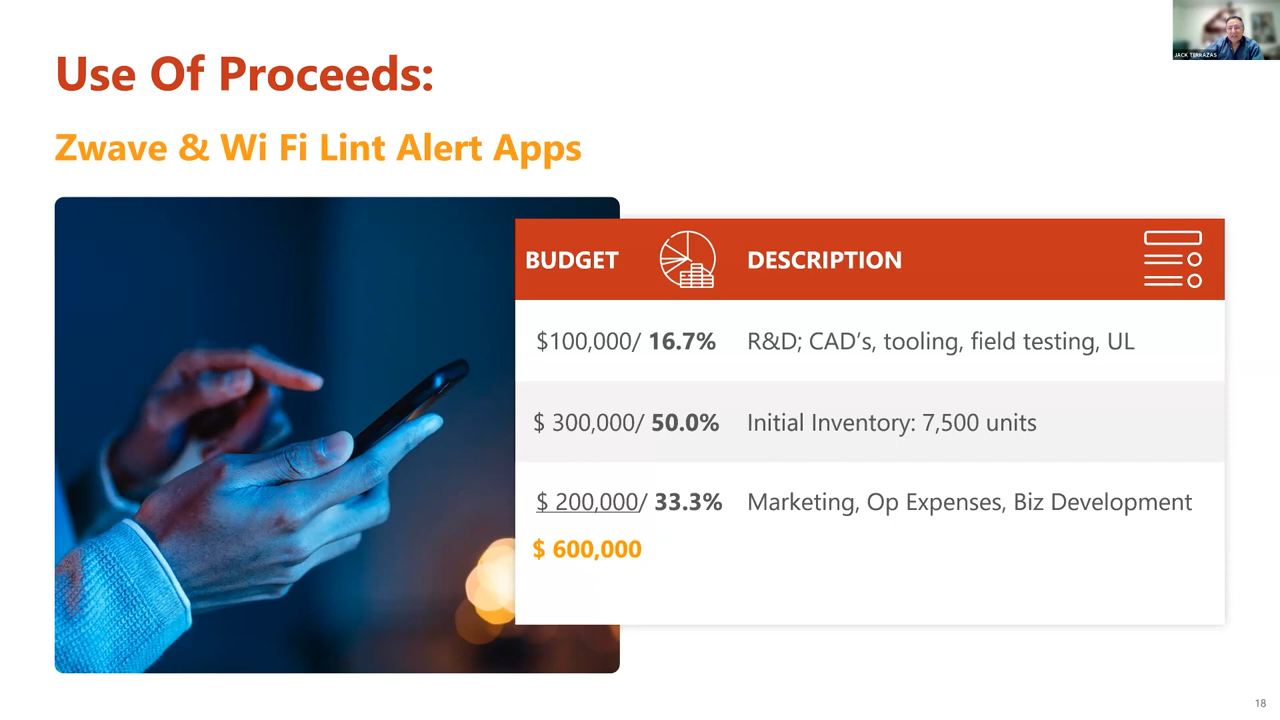 JACK TERRAZAS
Use Of Proceeds:
Zwave & Wi Fi Lint Alert Apps
BUDGET DESCRIPTION
$100,000/ 16.7% R&D; CAD’s, tooling, field testing, UL
$ 300,000/ 50.0% Initial Inventory: 7,500 units
$ 200,000/ 33.3% Marketing, Op Expenses, Biz Development
$ 600,000
18